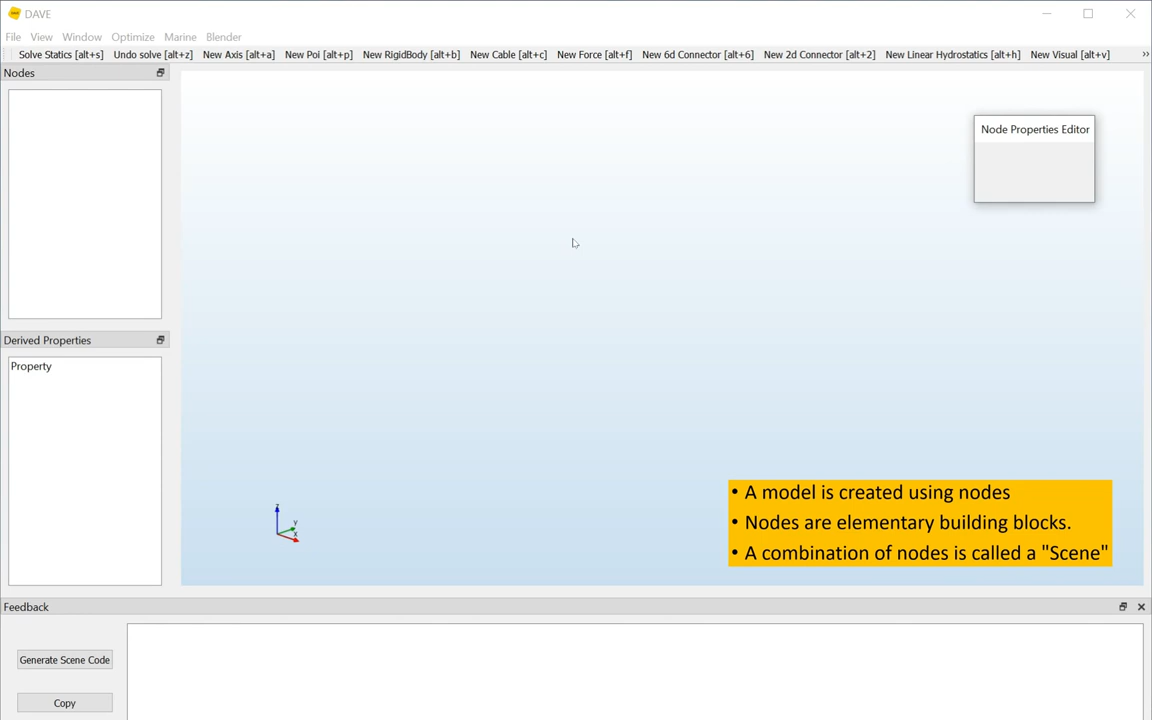 DAVE
File View Window Optimize Marine Blender
Solve Statics [alt+s] Undo solve [alt+z] New Axis [alt+a] New Poi [alt+p] New RigidBody [alt+b] New Cable [alt+c] New Force [alt+f] New 6d Connector [alt+6] New 2d Connector [alt+2] New Linear Hydrostatics [alt+h] New Visual [alt+v] »
Nodes
Node Properties Editor
Derived Properties
Property
z
y
x
• A model is created using nodes
• Nodes are elementary building blocks.
• A combination of nodes is called a "Scene"
Feedback
Generate Scene Code
Copy